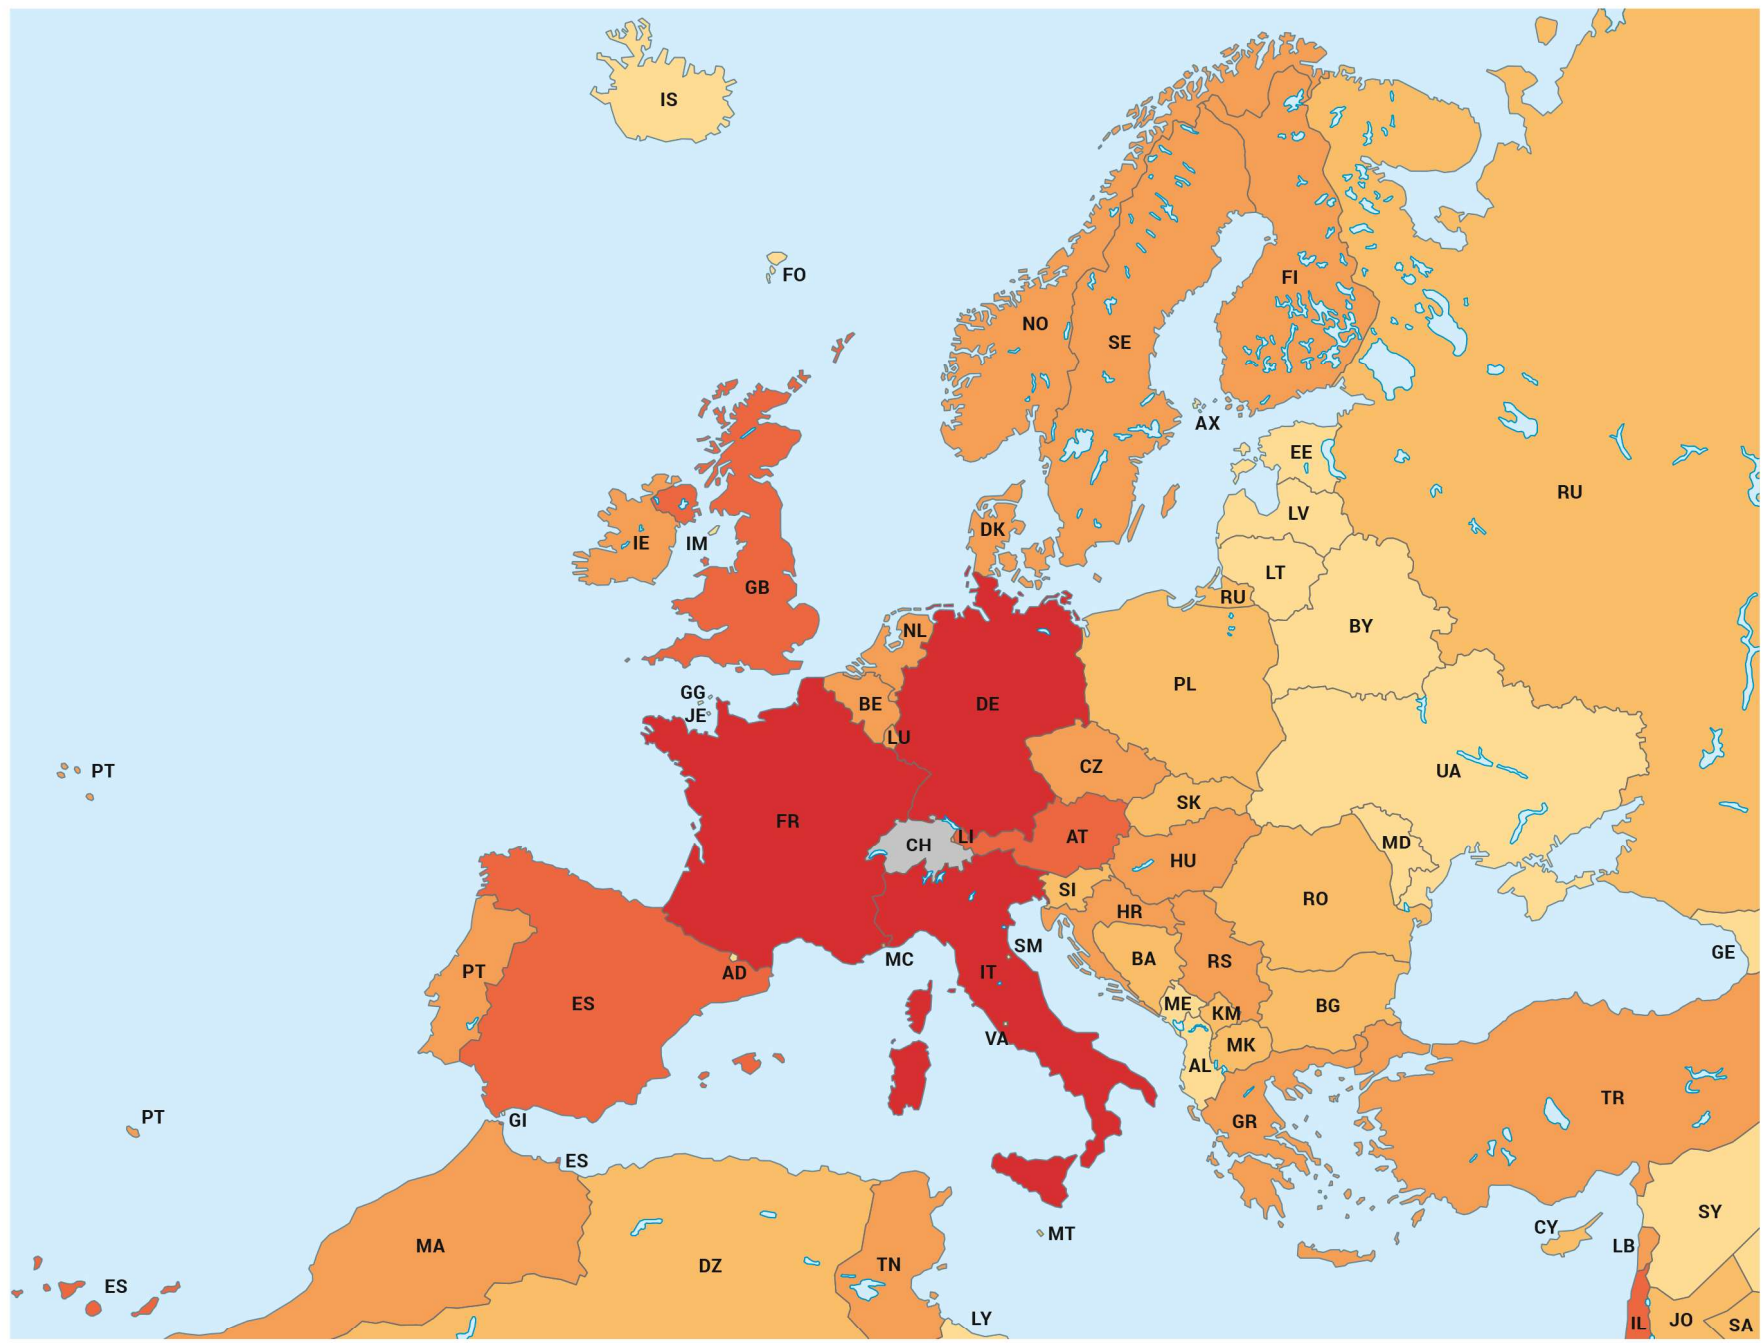 IS
FO
FI
NO
SE
AX
EE
RU
LV
DK
IE
IM
LT
GB
RU
BY
NL
PL
GG
BE
DE
JE
LU
CZ
PT
UA
SK
FR
LI
AT
CH
MD
HU
SI
RO
HR
SM
GE
MC
BA
RS
PT
AD
IT
ES
ME
KM
BG
VA
MK
AL
TR
PT
GI
GR
ES
SY
CY
MT
MA
LB
DZ
TN
ES
LY
JO
IL
SA